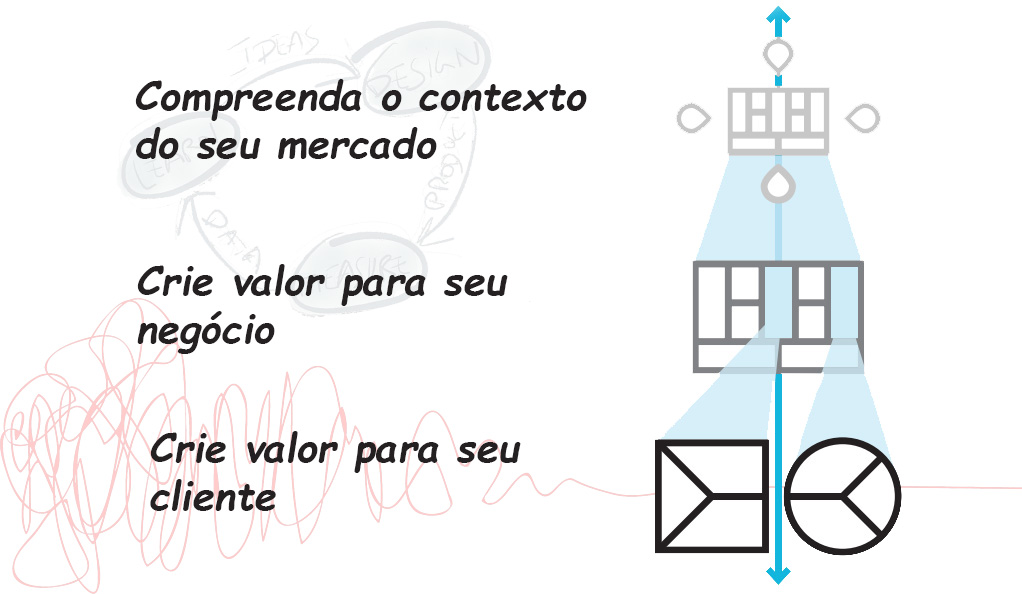 IDEAS
DESIGN
Compreenda o contexto
do seu mercado
LEARN
PRODUCT
DATA
MEASURE
Crie valor para seu
negócio
Crie valor para seu
cliente